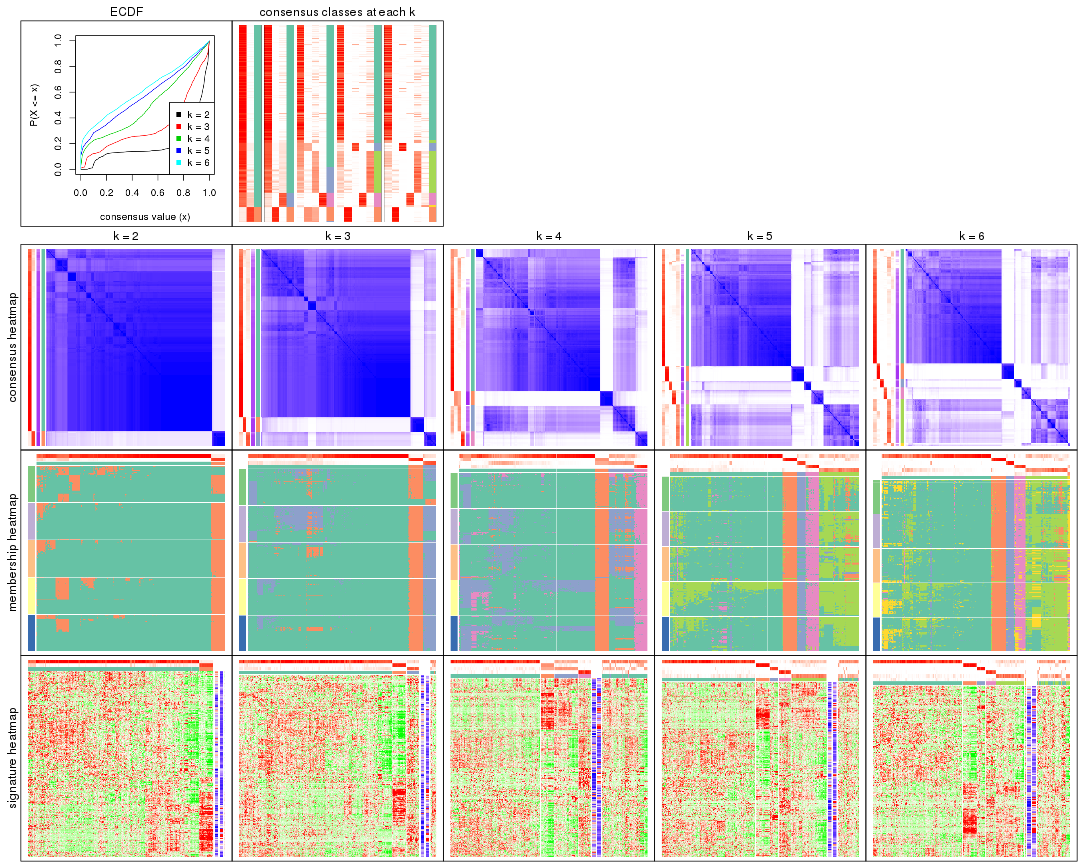 ECDF
consensus classes at each k
P(X <= x)
0.0 0.2 0.4 0.6 0.8 1.0
k = 2
k = 3
k = 4
k = 5
k = 6
0.0 0.2 0.4 0.6 0.8 1.0
consensus value (x)
k = 2
k = 3
k = 4
k = 5
k = 6
consensus heatmap
membership heatmap
signature heatmap